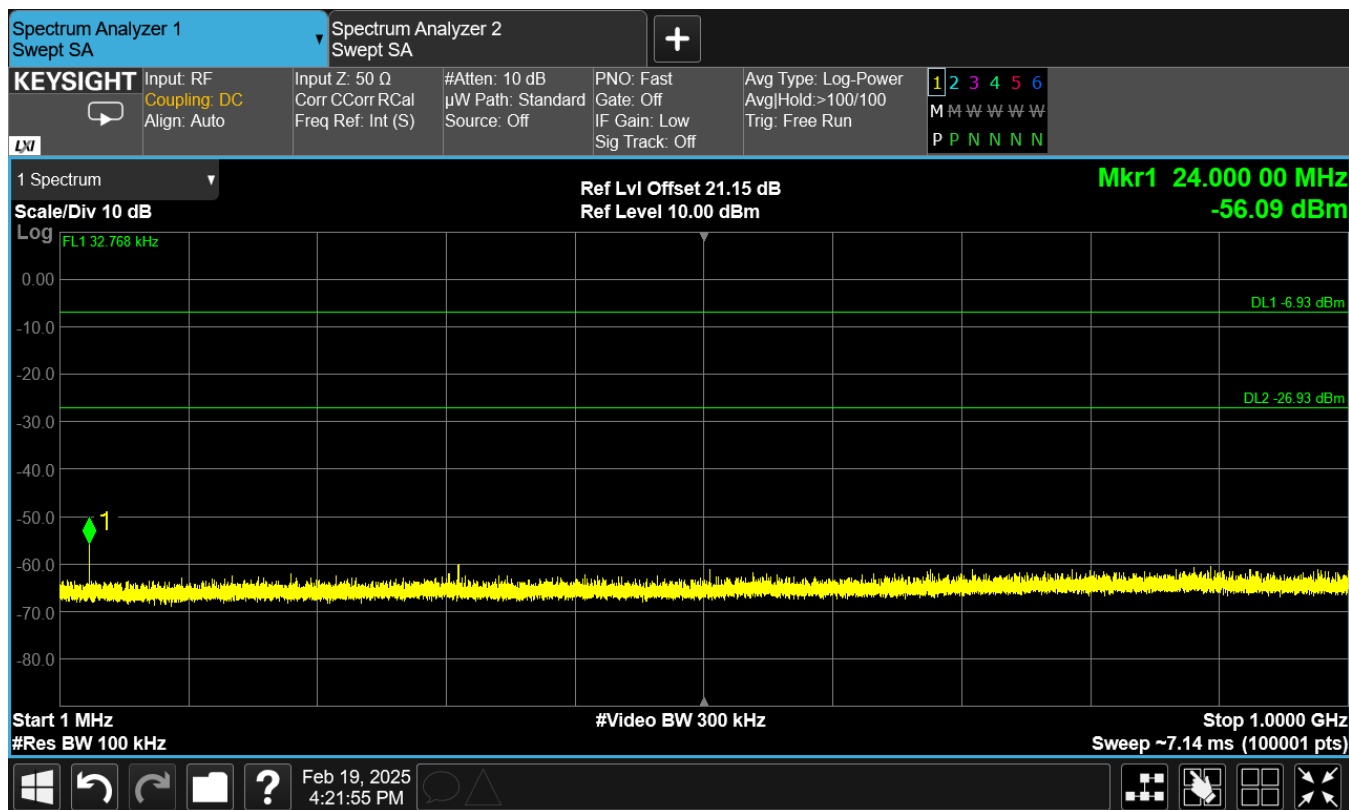 Spectrum Analyzer 1
Swept SA
Spectrum Analyzer 2
Swept SA
KEYSIGHT
LXI
Input: RF
Coupling: DC
Align: Auto
Input Z: 50 Ω
Corr CCorr RCal
Freq Ref: Int (S)
#Atten: 10 dB
µW Path: Standard
Source: Off
PNO: Fast
Gate: Off
IF Gain: Low
Sig Track: Off
Avg Type: Log-Power
Avg|Hold:>100/100
Trig: Free Run
1 2 3 4 5 6
M M W W W W
P P N N N N
1 Spectrum
Scale/Div 10 dB
Ref Lvl Offset 21.15 dB
Ref Level 10.00 dBm
Mkr1 24.000 00 MHz
-56.09 dBm
Log
FL1 32.768 kHz
0.00
DL1 -6.93 dBm
-10.0
-20.0
DL2 -26.93 dBm
-30.0
-40.0
-50.0
1
-60.0
-70.0
-80.0
Start 1 MHz
#Video BW 300 kHz
Stop 1.0000 GHz
#Res BW 100 kHz
Sweep ~7.14 ms (100001 pts)
?
Feb 19, 2025
4:21:55 PM